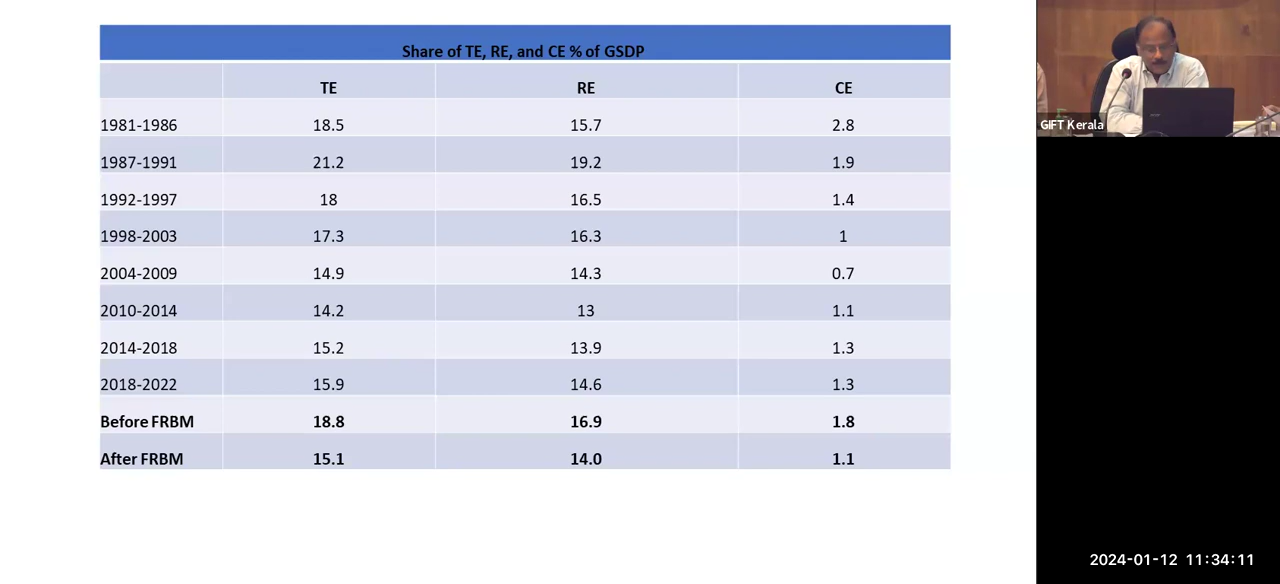 Share of TE, RE, and CE % of GSDP
TE RE CE
1981-1986 18.5 15.7 2.8
1987-1991 21.2 19.2 1.9
1992-1997 18 16.5 1.4
1998-2003 17.3 16.3 1
2004-2009 14.9 14.3 0.7
2010-2014 14.2 13 1.1
2014-2018 15.2 13.9 1.3
2018-2022 15.9 14.6 1.3
Before FRBM 18.8 16.9 1.8
After FRBM 15.1 14.0 1.1
GIFT Kerala
2024-01-12 11:34:11